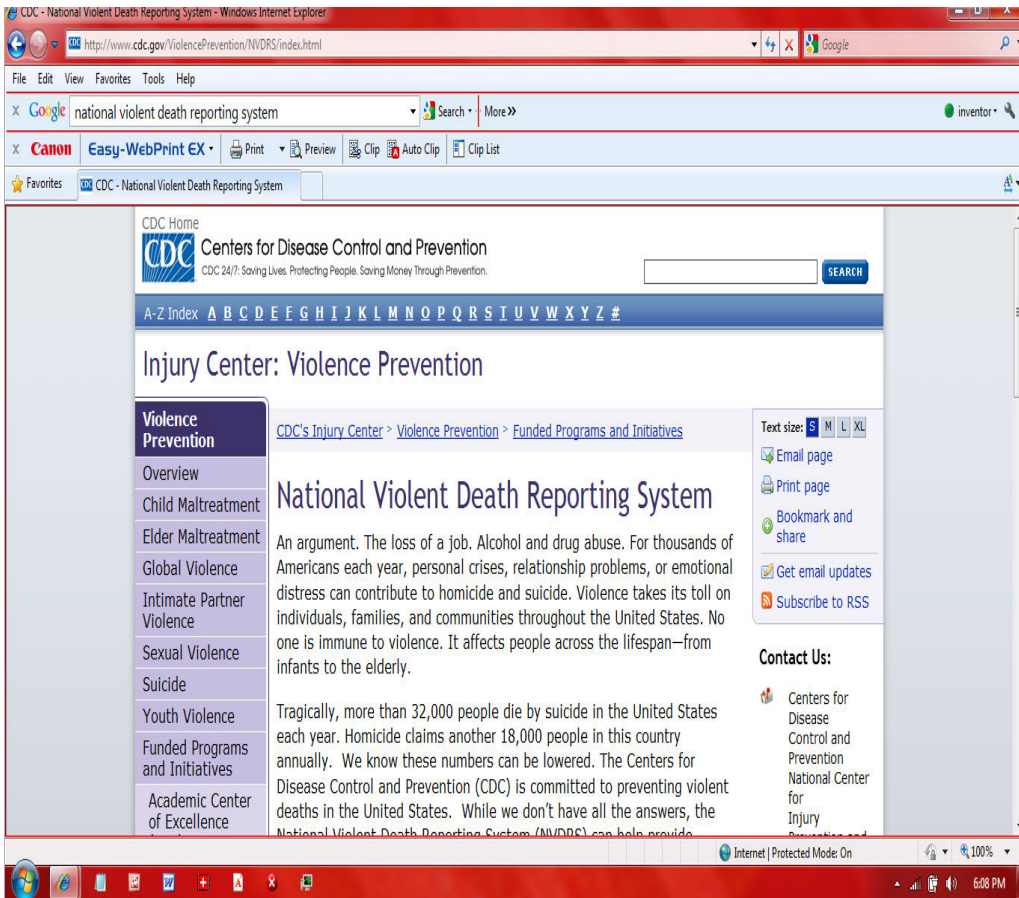 CDC - National Violent Death Reporting System - Windows Internet Explorer
http://www.cdc.gov/ViolencePrevention/NVDRS/index.html
Google
File Edit View Favorites Tools Help
x Google national violent death reporting system Search More » inventor
x Canon Easy-WebPrint EX Print Preview Clip Auto Clip Clip List
Favorites CDC - National Violent Death Reporting System
CDC Home
CDC Centers for Disease Control and Prevention
CDC 24/7: Saving Lives. Protecting People. Saving Money Through Prevention.
SEARCH
A-Z Index A B C D E F G H I J K L M N O P Q R S T U V W X Y Z #
Injury Center: Violence Prevention
Violence
Prevention
Overview
Child Maltreatment
Elder Maltreatment
Global Violence
Intimate Partner
Violence
Sexual Violence
Suicide
Youth Violence
Funded Programs
and Initiatives
Academic Center
of Excellence
CDC's Injury Center > Violence Prevention > Funded Programs and Initiatives
National Violent Death Reporting System
An argument. The loss of a job. Alcohol and drug abuse. For thousands of
Americans each year, personal crises, relationship problems, or emotional
distress can contribute to homicide and suicide. Violence takes its toll on
individuals, families, and communities throughout the United States. No
one is immune to violence. It affects people across the lifespan—from
infants to the elderly.
Tragically, more than 32,000 people die by suicide in the United States
each year. Homicide claims another 18,000 people in this country
annually.  We know these numbers can be lowered. The Centers for
Disease Control and Prevention (CDC) is committed to preventing violent
deaths in the United States.  While we don't have all the answers, the
National Violent Death Reporting System (NVDRS) can help provide
Text size: S M L XL
Email page
Print page
Bookmark and
share
Get email updates
Subscribe to RSS
Contact Us:
Centers for
Disease
Control and
Prevention
National Center
for
Injury
Prevention and
Internet | Protected Mode: On
100%
6:08 PM